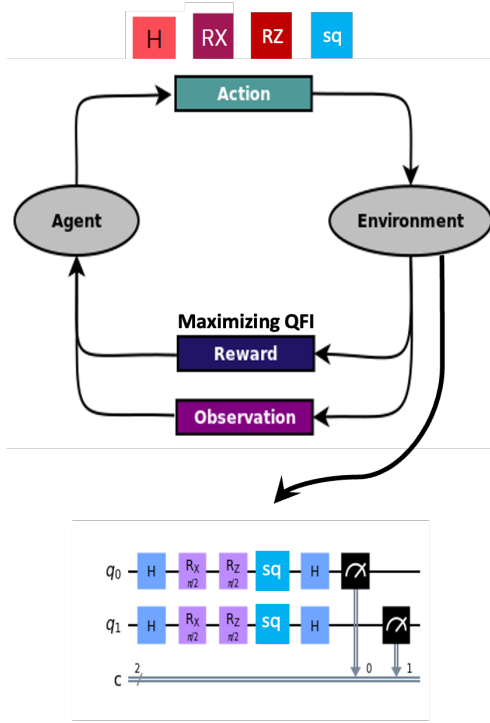 H RX RZ sq
Action
Agent Environment
Maximizing QFI
Reward
Observation
q0 H RX π/2 RZ π/2 sq H
q1 H RX π/2 RZ π/2 sq H
2 0 1
c